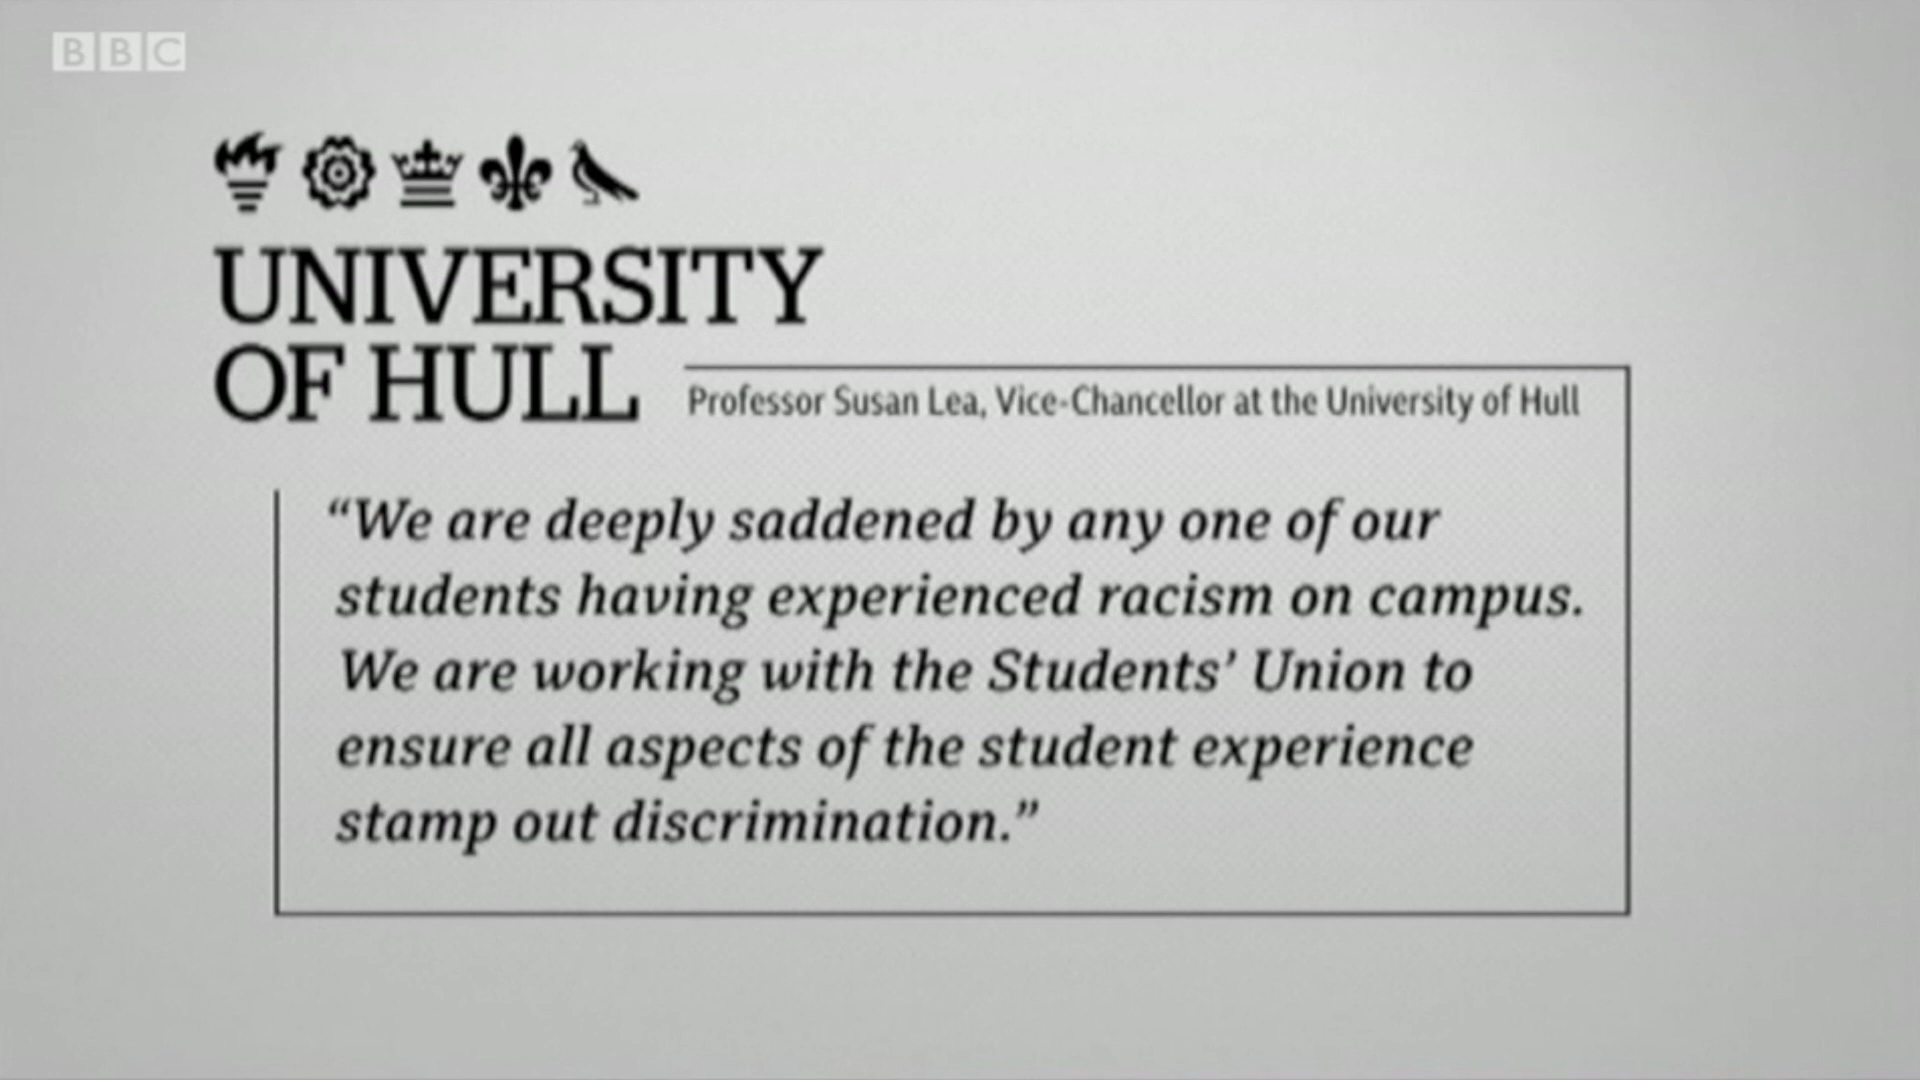 BBC
UNIVERSITY
OF HULL
Professor Susan Lea, Vice-Chancellor at the University of Hull
“We are deeply saddened by any one of our
students having experienced racism on campus.
We are working with the Students’ Union to
ensure all aspects of the student experience
stamp out discrimination.”